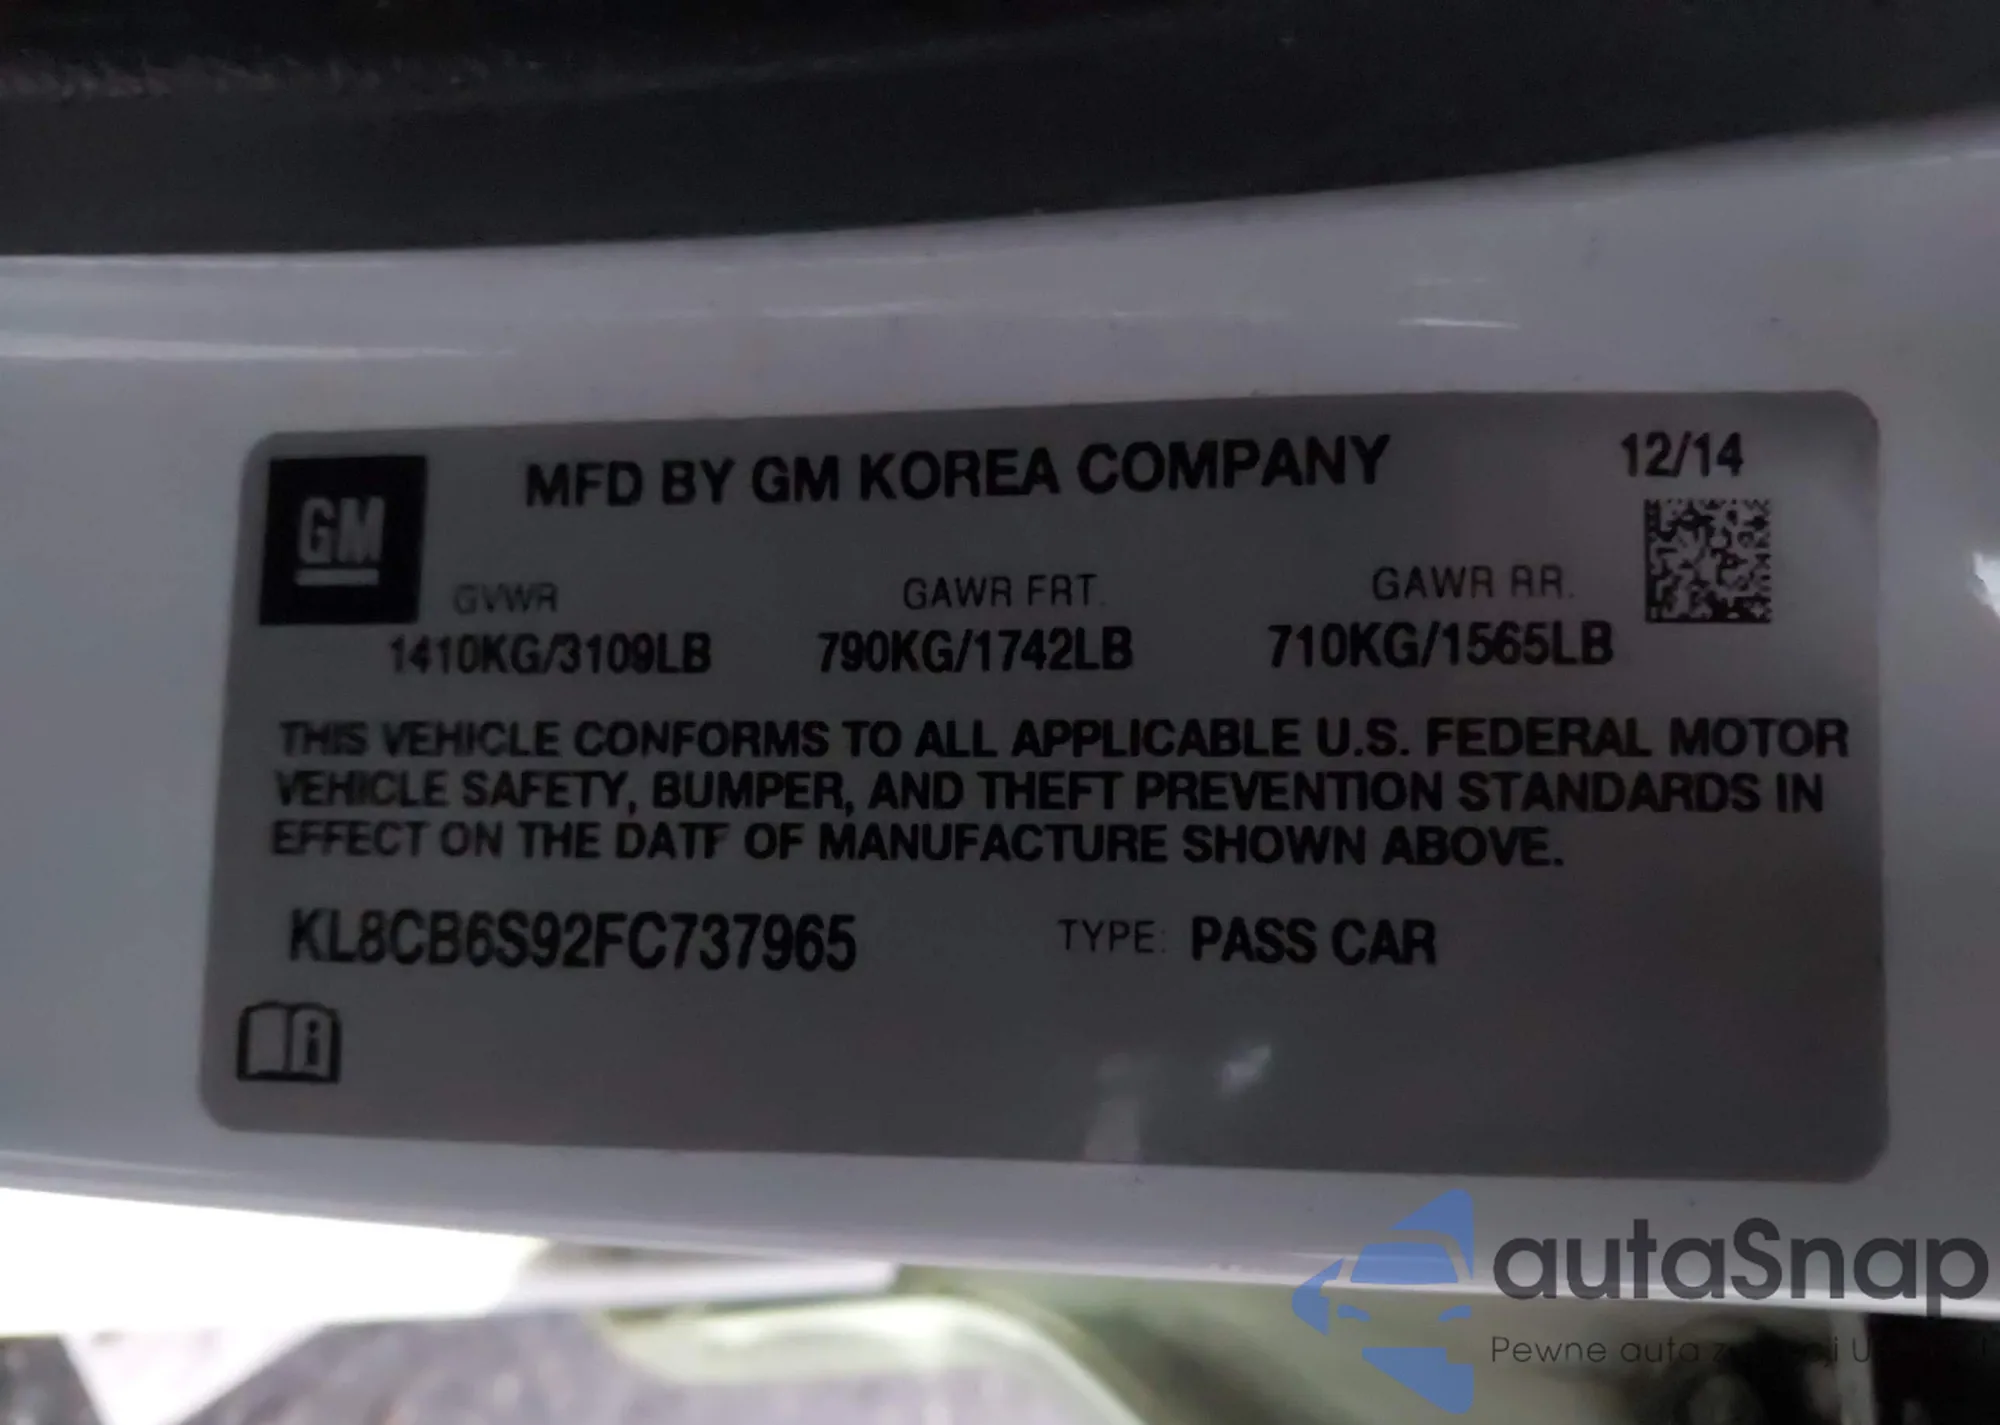 MFD BY GM KOREA COMPANY 12/14
GM
GVWR GAWR FRT. GAWR RR.
1410KG/3109LB 790KG/1742LB 710KG/1565LB
THIS VEHICLE CONFORMS TO ALL APPLICABLE U.S. FEDERAL MOTOR
VEHICLE SAFETY, BUMPER, AND THEFT PREVENTION STANDARDS IN
EFFECT ON THE DATE OF MANUFACTURE SHOWN ABOVE.
KL8CB6S92FC737965 TYPE: PASS CAR
i
autaSnap
Pewne auta z